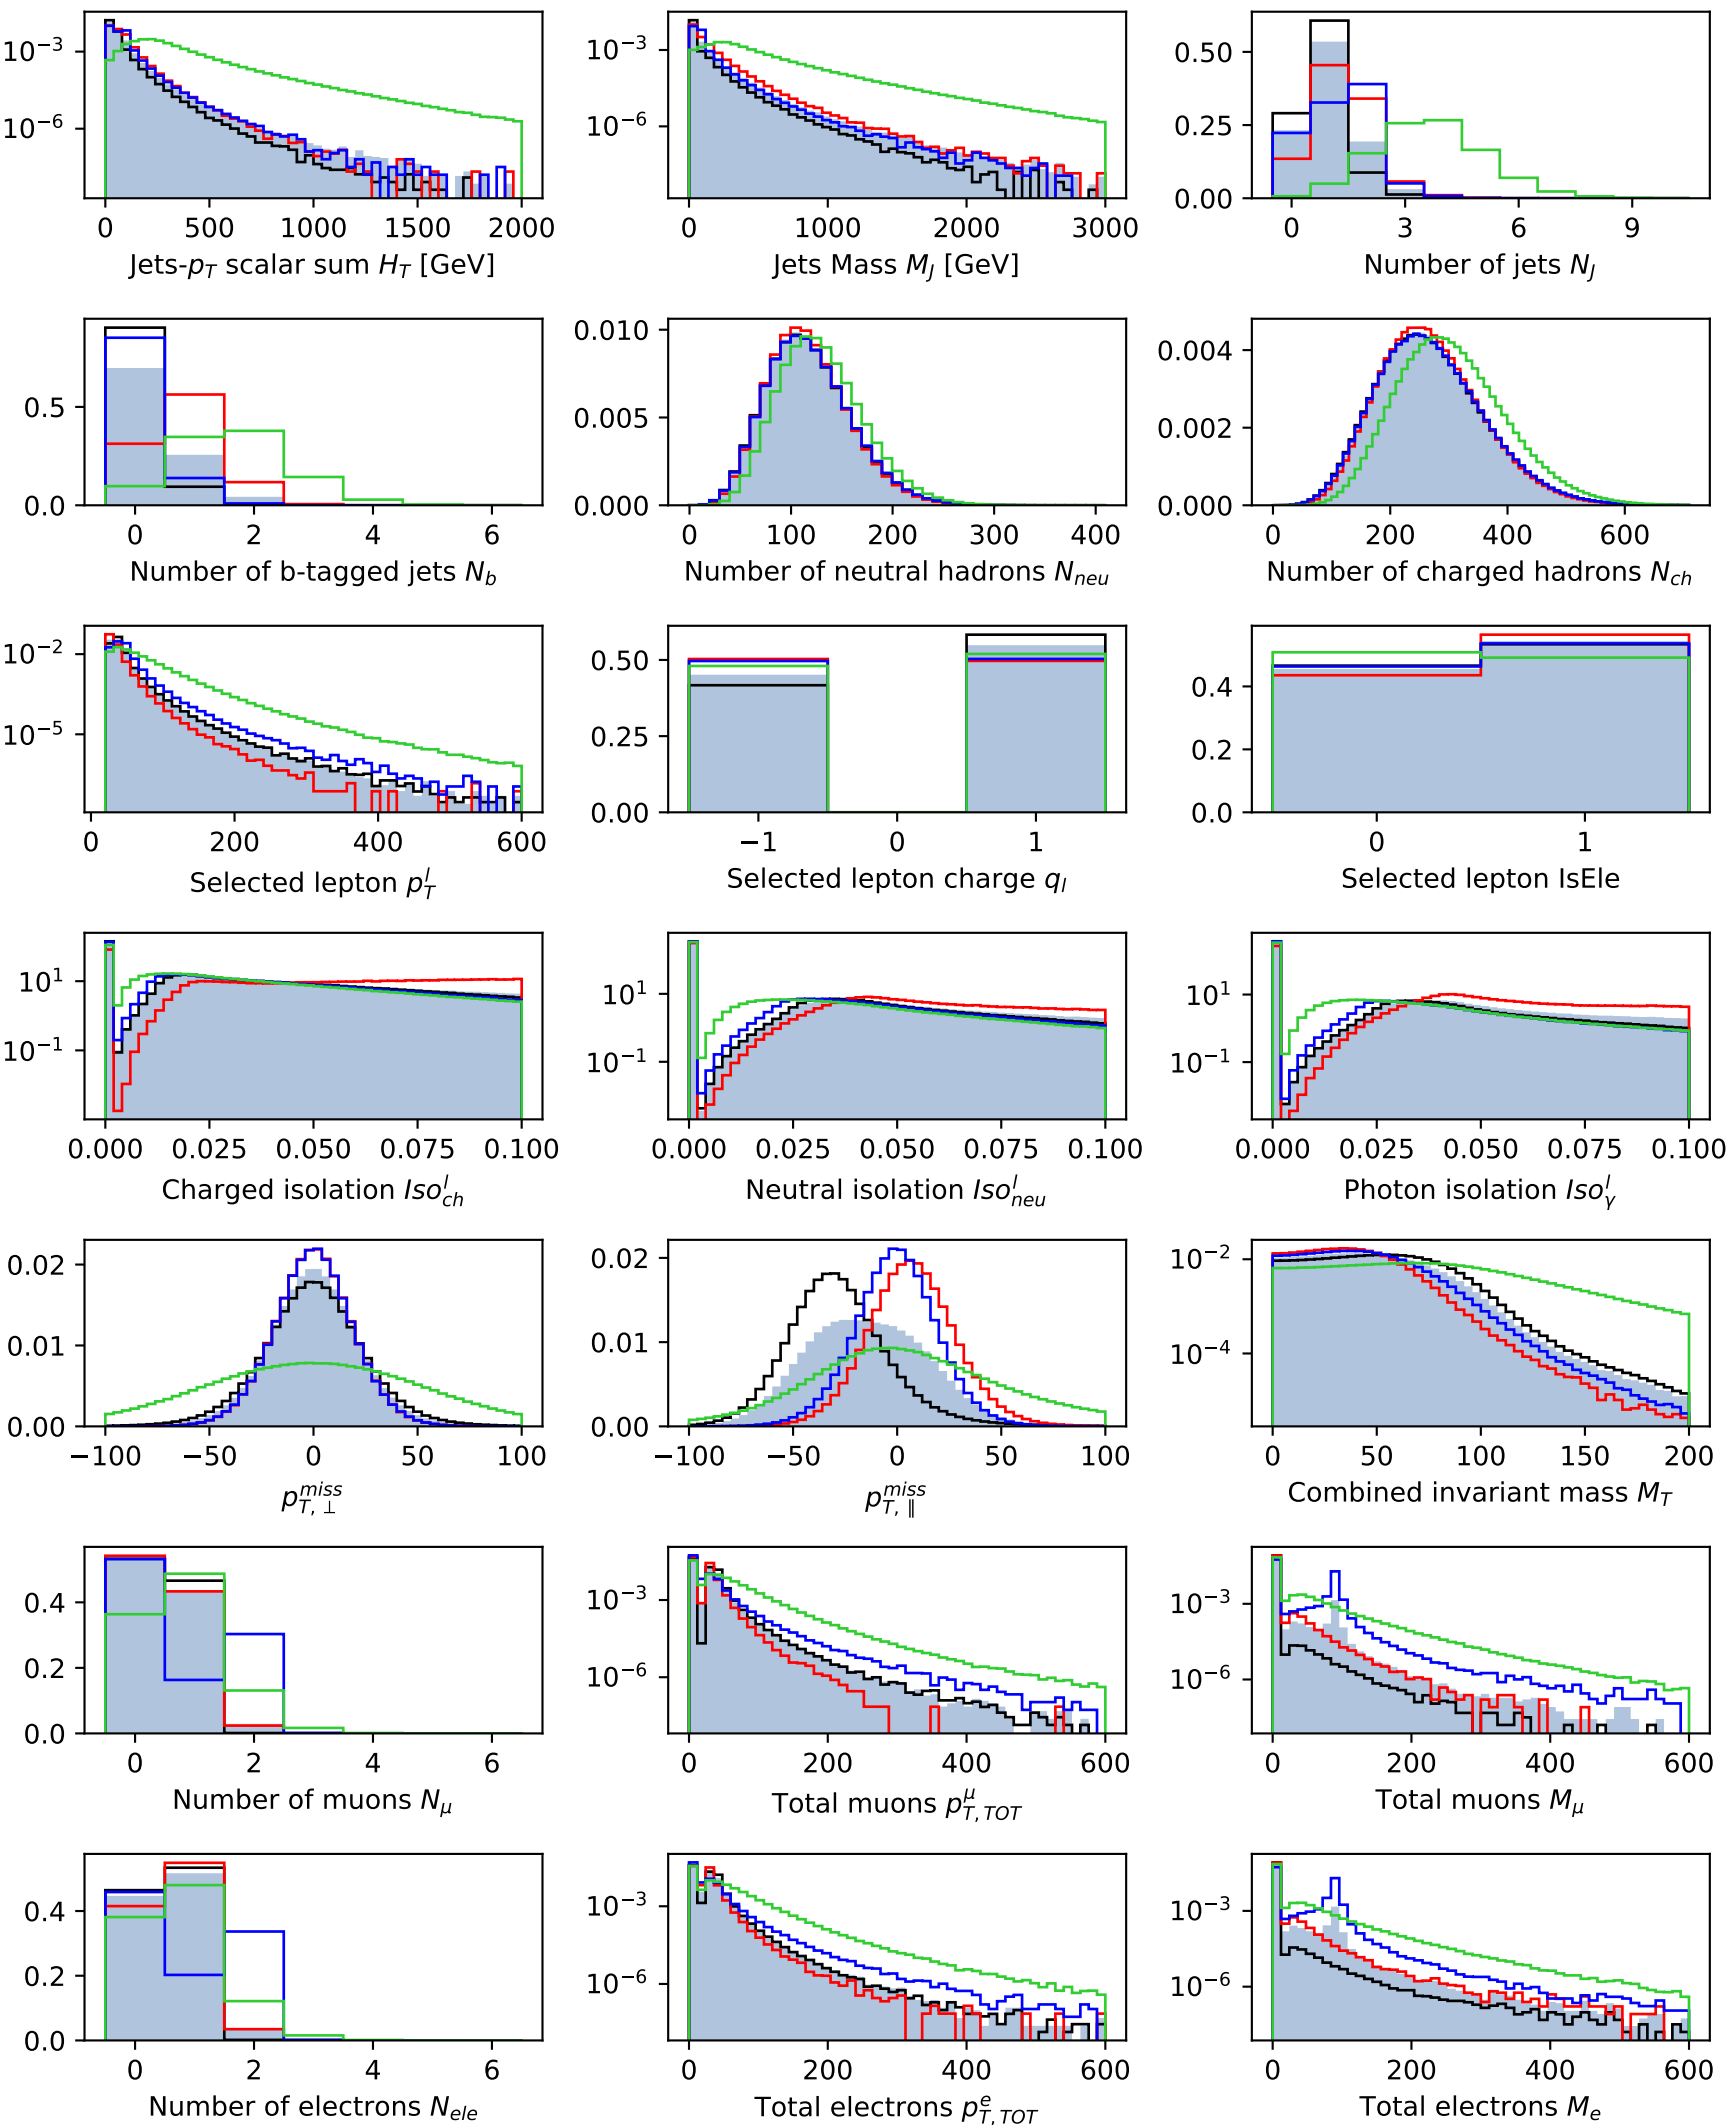 10⁻³
10⁻⁶
0 500 1000 1500 2000
Jets-p_T scalar sum H_T [GeV]
10⁻³
10⁻⁶
0 1000 2000 3000
Jets Mass M_J [GeV]
0.50
0.25
0.00
0 3 6 9
Number of jets N_J
0.5
0.0
0 2 4 6
Number of b-tagged jets N_b
0.010
0.005
0.000
0 100 200 300 400
Number of neutral hadrons N_neu
0.004
0.002
0.000
0 200 400 600
Number of charged hadrons N_ch
10⁻²
10⁻⁵
0 200 400 600
Selected lepton p_T^l
0.50
0.25
0.00
−1 0 1
Selected lepton charge q_l
0.4
0.2
0.0
0 1
Selected lepton IsEle
10¹
10⁻¹
0.000 0.025 0.050 0.075 0.100
Charged isolation Iso_ch^l
10¹
10⁻¹
0.000 0.025 0.050 0.075 0.100
Neutral isolation Iso_neu^l
10¹
10⁻¹
0.000 0.025 0.050 0.075 0.100
Photon isolation Iso_γ^l
0.02
0.01
0.00
−100 −50 0 50 100
p_T,⊥^miss
0.02
0.01
0.00
−100 −50 0 50 100
p_T,∥^miss
10⁻²
10⁻⁴
0 50 100 150 200
Combined invariant mass M_T
0.4
0.2
0.0
0 2 4 6
Number of muons N_μ
10⁻³
10⁻⁶
0 200 400 600
Total muons p_T,TOT^μ
10⁻³
10⁻⁶
0 200 400 600
Total muons M_μ
0.4
0.2
0.0
0 2 4 6
Number of electrons N_ele
10⁻³
10⁻⁶
0 200 400 600
Total electrons p_T,TOT^e
10⁻³
10⁻⁶
0 200 400 600
Total electrons M_e